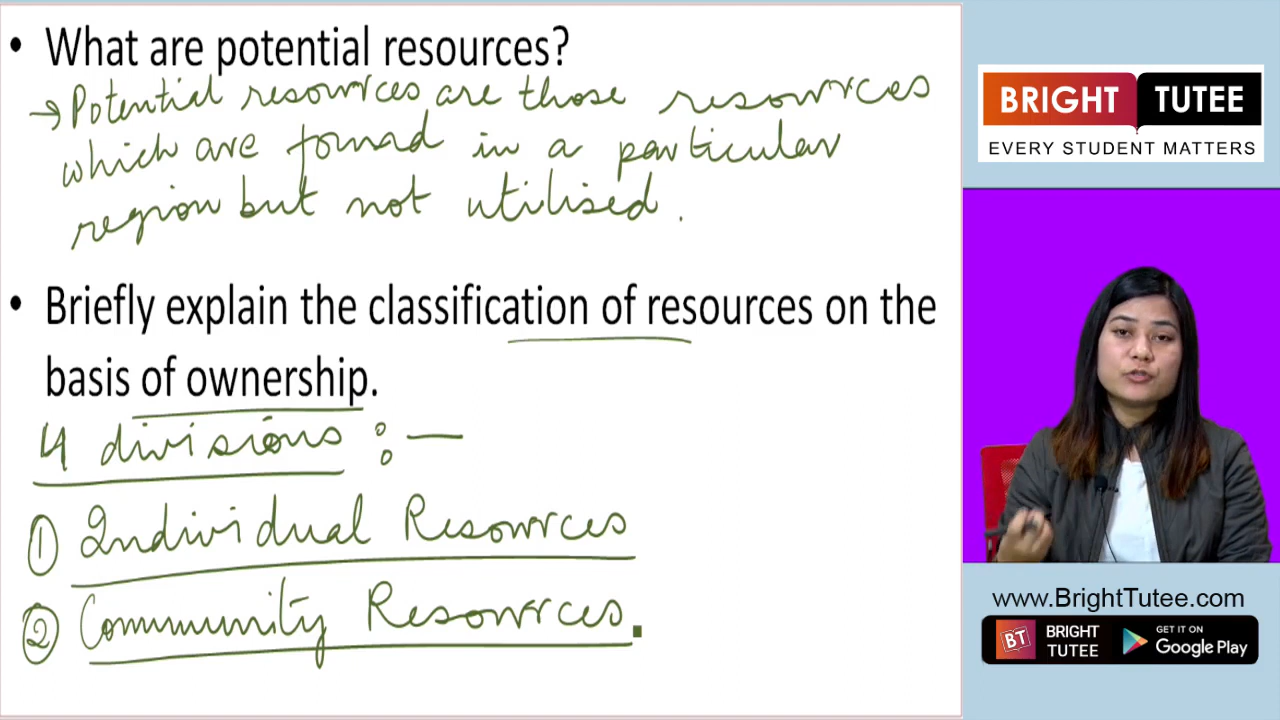 • What are potential resources?
→ Potential resources are those resources
which are found in a particular
region but not utilised.
• Briefly explain the classification of resources on the
basis of ownership.
4 divisions :—
① Individual Resources
② Community Resources.
BRIGHT TUTEE
EVERY STUDENT MATTERS
www.BrightTutee.com
BT
BRIGHT
TUTEE
GET IT ON
Google Play